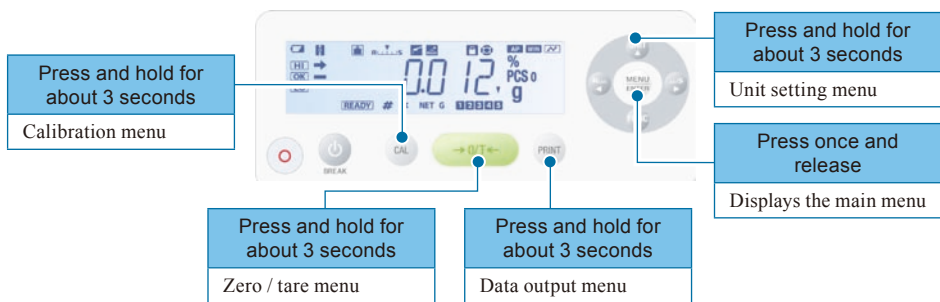 Press and hold for
about 3 seconds
Calibration menu
Press and hold for
about 3 seconds
Unit setting menu
Press once and
release
Displays the main menu
HI
OK
0.012
%
PCS
g
READY # NET G 12345
MENU
CAL
→0/T←
PRINT
BREAK
Press and hold for
about 3 seconds
Zero / tare menu
Press and hold for
about 3 seconds
Data output menu